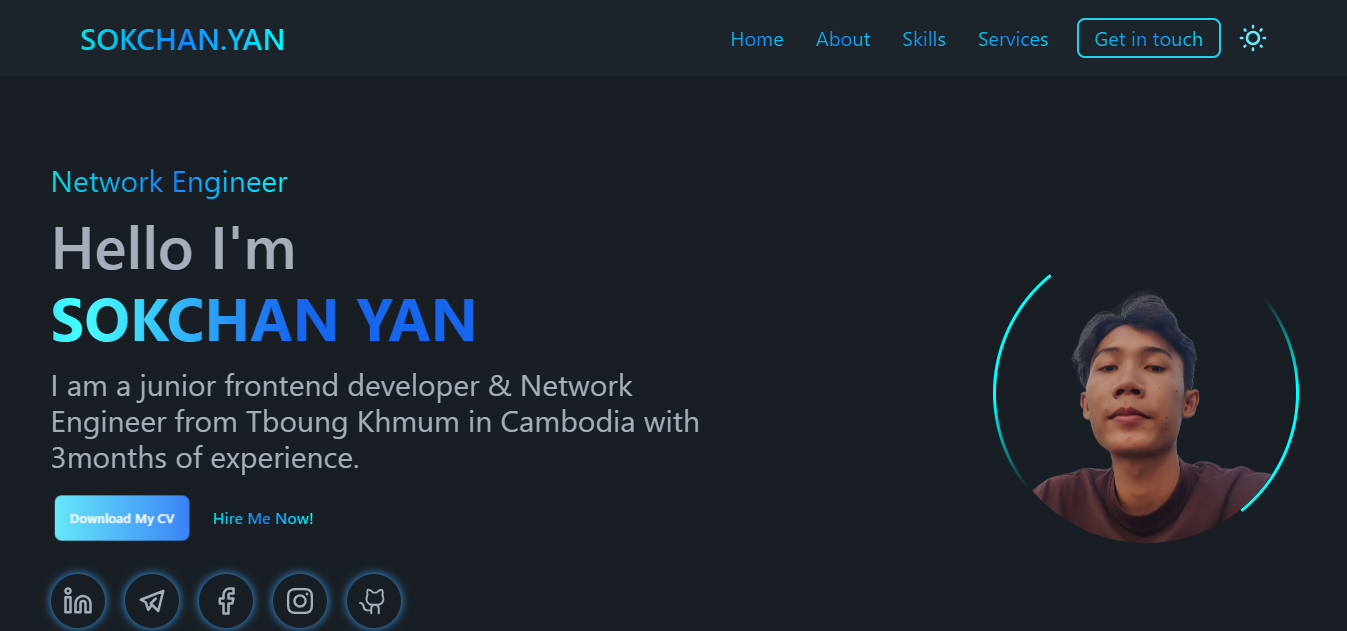 SOKCHAN.YAN
Home About Skills Services Get in touch
Network Engineer
Hello I'm
SOKCHAN YAN
I am a junior frontend developer & Network
Engineer from Tboung Khmum in Cambodia with
3months of experience.
Download My CV Hire Me Now!